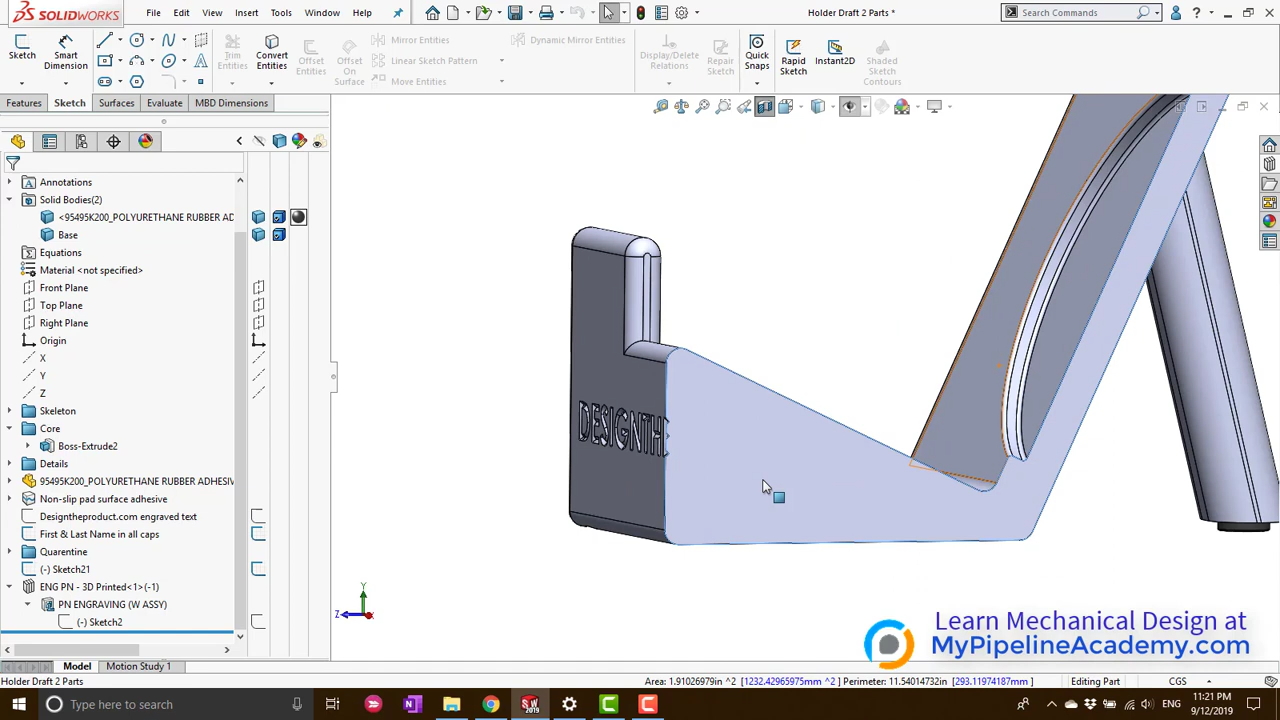 SOLIDWORKS File Edit View Insert Tools Window Help Holder Draft 2 Parts * Search Commands ?
Sketch Smart Dimension Trim Entities Convert Entities Offset Entities Offset On Surface Mirror Entities Linear Sketch Pattern Move Entities Display/Delete Relations Dynamic Mirror Entities Repair Sketch Quick Snaps Rapid Sketch Instant2D Shaded Sketch Contours
Features Sketch Surfaces Evaluate MBD Dimensions
Annotations
Solid Bodies(2)
<95495K200_POLYURETHANE RUBBER AD
Base
Equations
Material <not specified>
Front Plane
Top Plane
Right Plane
Origin
X
Y
Z
Skeleton
Core
Boss-Extrude2
Details
95495K200_POLYURETHANE RUBBER ADHESIV
Non-slip pad surface adhesive
Designtheproduct.com engraved text
First & Last Name in all caps
Quarentine
(-) Sketch21
ENG PN - 3D Printed<1>(-1)
PN ENGRAVING (W ASSY)
(-) Sketch2
DESIGNTHE
Y
Z
Learn Mechanical Design at
MyPipelineAcademy.com
Model Motion Study 1
Holder Draft 2 Parts Area: 1.91026979in ^2 [1232.42965975mm ^2] Perimeter: 11.54014732in [293.11974187mm ] Editing Part CGS
Type here to search ENG 11:21 PM
9/12/2019